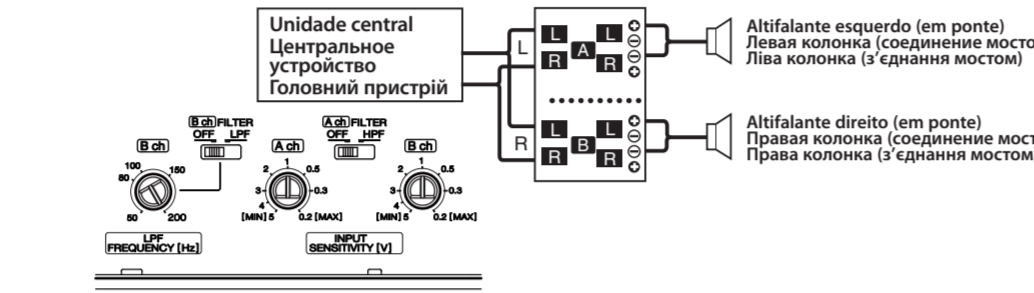 Unidade central
Центральное
устройство
Головний пристрій
L
R
L L
A
R R
L L
B
R R
Altifalante esquerdo (em ponte)
Левая колонка (соединение мосто
Ліва колонка (з’єднання мостом)
Altifalante direito (em ponte)
Правая колонка (соединение мост
Права колонка (з’єднання мостом
B ch FILTER
OFF LPF
A ch FILTER
OFF HPF
B ch
A ch
B ch
100 150
80
50 200
1
2 0.5
3 0.3
4
[MIN] 5 0.2 [MAX]
1
2 0.5
3 0.3
4
[MIN] 5 0.2 [MAX]
LPF
FREQUENCY [Hz]
INPUT
SENSITIVITY [V]